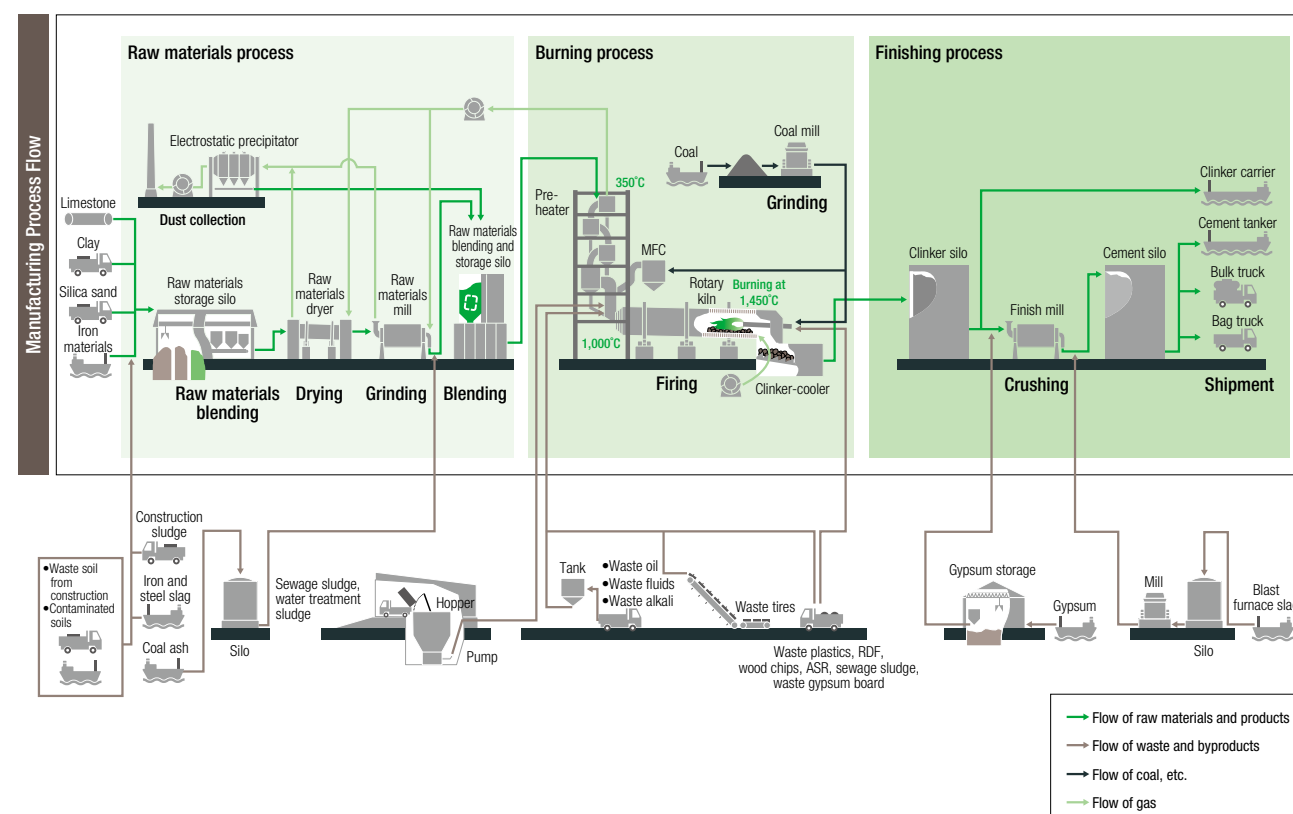 Manufacturing Process Flow
Raw materials process
Burning process
Finishing process
Electrostatic precipitator
Dust collection
Limestone
Clay
Silica sand
Iron
materials
Raw materials
storage silo
Raw
materials
dryer
Raw
materials
mill
Raw materials
blending and
storage silo
Raw materials
blending
Drying
Grinding
Blending
Pre-
heater
350°C
1,000°C
MFC
Coal
Coal mill
Grinding
Rotary
kiln
Burning at
1,450°C
Firing
Clinker-cooler
Clinker silo
Finish mill
Cement silo
Crushing
Clinker carrier
Cement tanker
Bulk truck
Bag truck
Shipment
•Waste soil
from
construction
•Contaminated
soils
Construction
sludge
Iron and
steel slag
Coal ash
Silo
Sewage sludge,
water treatment
sludge
Hopper
Pump
Tank
•Waste oil
•Waste fluids
•Waste alkali
Waste tires
Waste plastics, RDF,
wood chips, ASR, sewage sludge,
waste gypsum board
Gypsum storage
Gypsum
Mill
Silo
Blast
furnace sla
Flow of raw materials and products
Flow of waste and byproducts
Flow of coal, etc.
Flow of gas